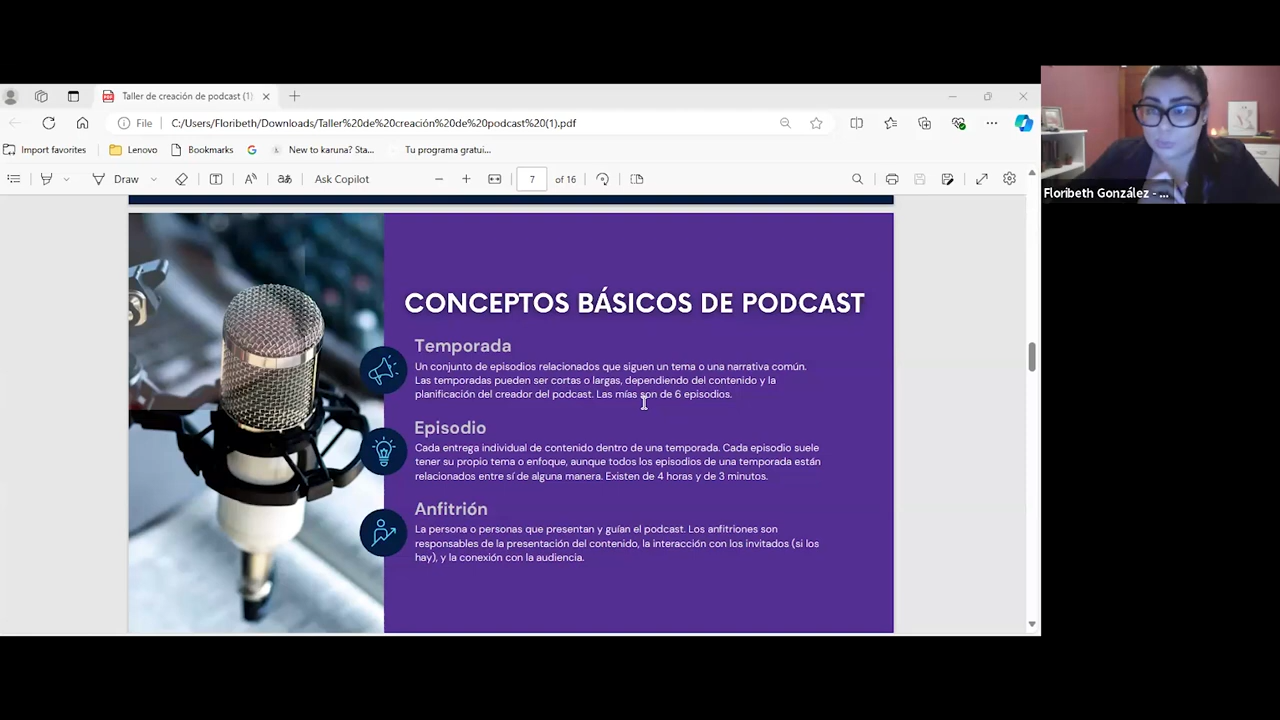 Taller de creación de podcast (1)
File
C:/Users/Floribeth/Downloads/Taller%20de%20creación%20de%20podcast%20(1).pdf
Import favorites
Lenovo
Bookmarks
New to karuna? Sta...
Tu programa gratui...
Draw
Ask Copilot
7 of 16
Floribeth González - ...
CONCEPTOS BÁSICOS DE PODCAST
Temporada
Un conjunto de episodios relacionados que siguen un tema o una narrativa común.
Las temporadas pueden ser cortas o largas, dependiendo del contenido y la
planificación del creador del podcast. Las mías son de 6 episodios.
Episodio
Cada entrega individual de contenido dentro de una temporada. Cada episodio suele
tener su propio tema o enfoque, aunque todos los episodios de una temporada están
relacionados entre sí de alguna manera. Existen de 4 horas y de 3 minutos.
Anfitrión
La persona o personas que presentan y guían el podcast. Los anfitriones son
responsables de la presentación del contenido, la interacción con los invitados (si los
hay), y la conexión con la audiencia.